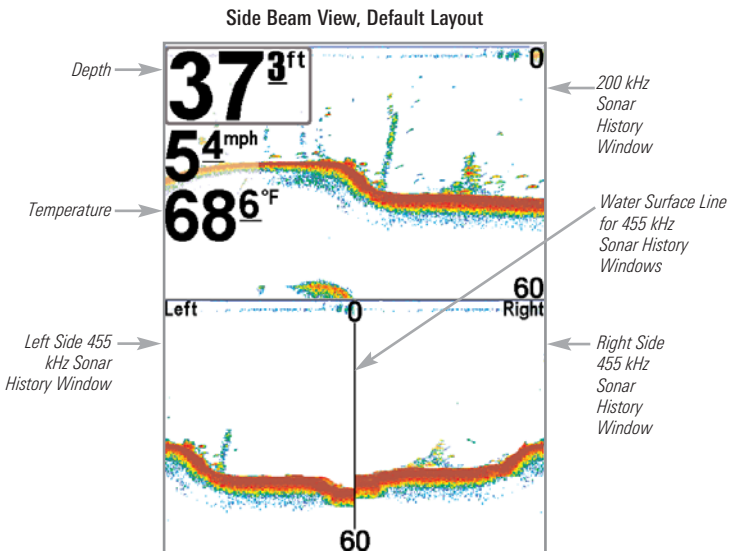 Side Beam View, Default Layout
Depth
37 3 ft
0
200 kHz
Sonar
History
Window
5 4 mph
Temperature
68 6 °F
Water Surface Line
for 455 kHz
Sonar History
Windows
60
Left
0
Right
Left Side 455
kHz Sonar
History Window
Right Side
455 kHz
Sonar
History
Window
60